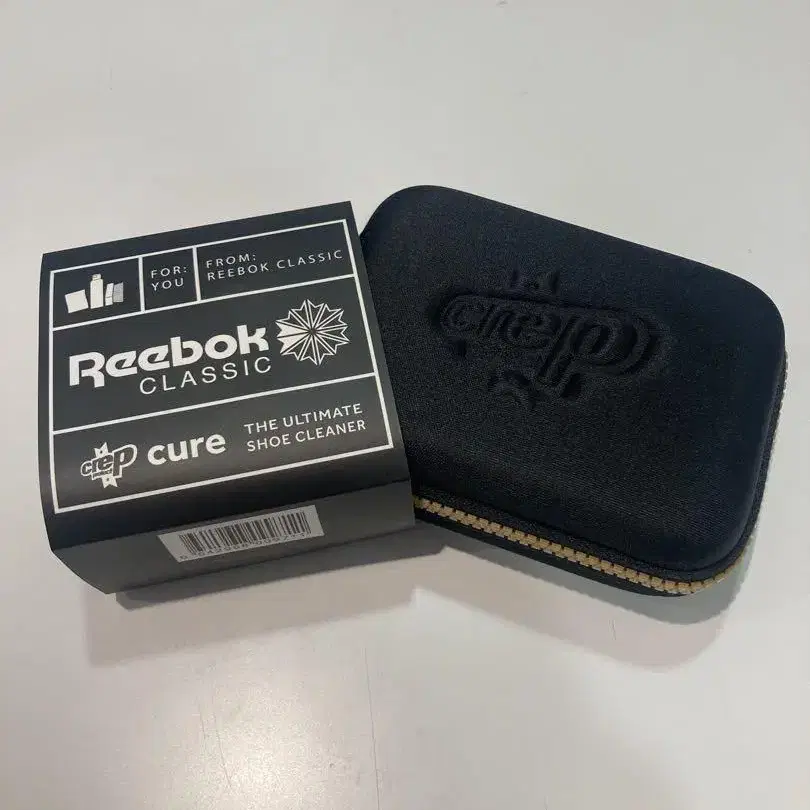 FOR:
YOU
FROM:
REEBOK CLASSIC
Reebok
CLASSIC
crep
cure
THE ULTIMATE
SHOE CLEANER
crep